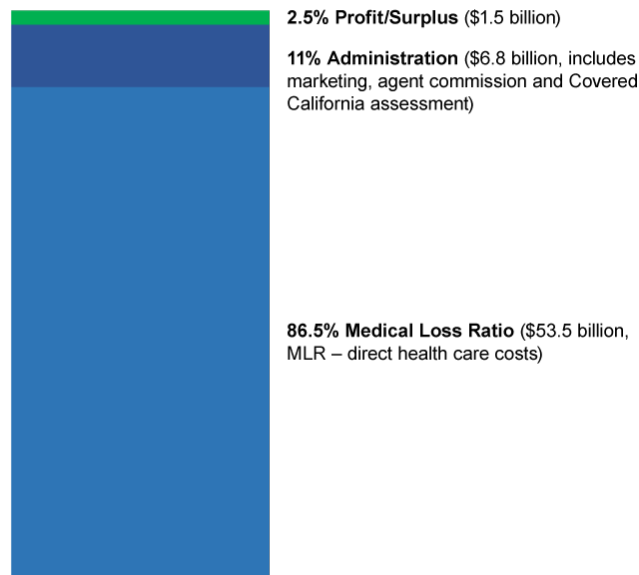 2.5% Profit/Surplus ($1.5 billion)
11% Administration ($6.8 billion, includes
marketing, agent commission and Covered
California assessment)
86.5% Medical Loss Ratio ($53.5 billion,
MLR – direct health care costs)